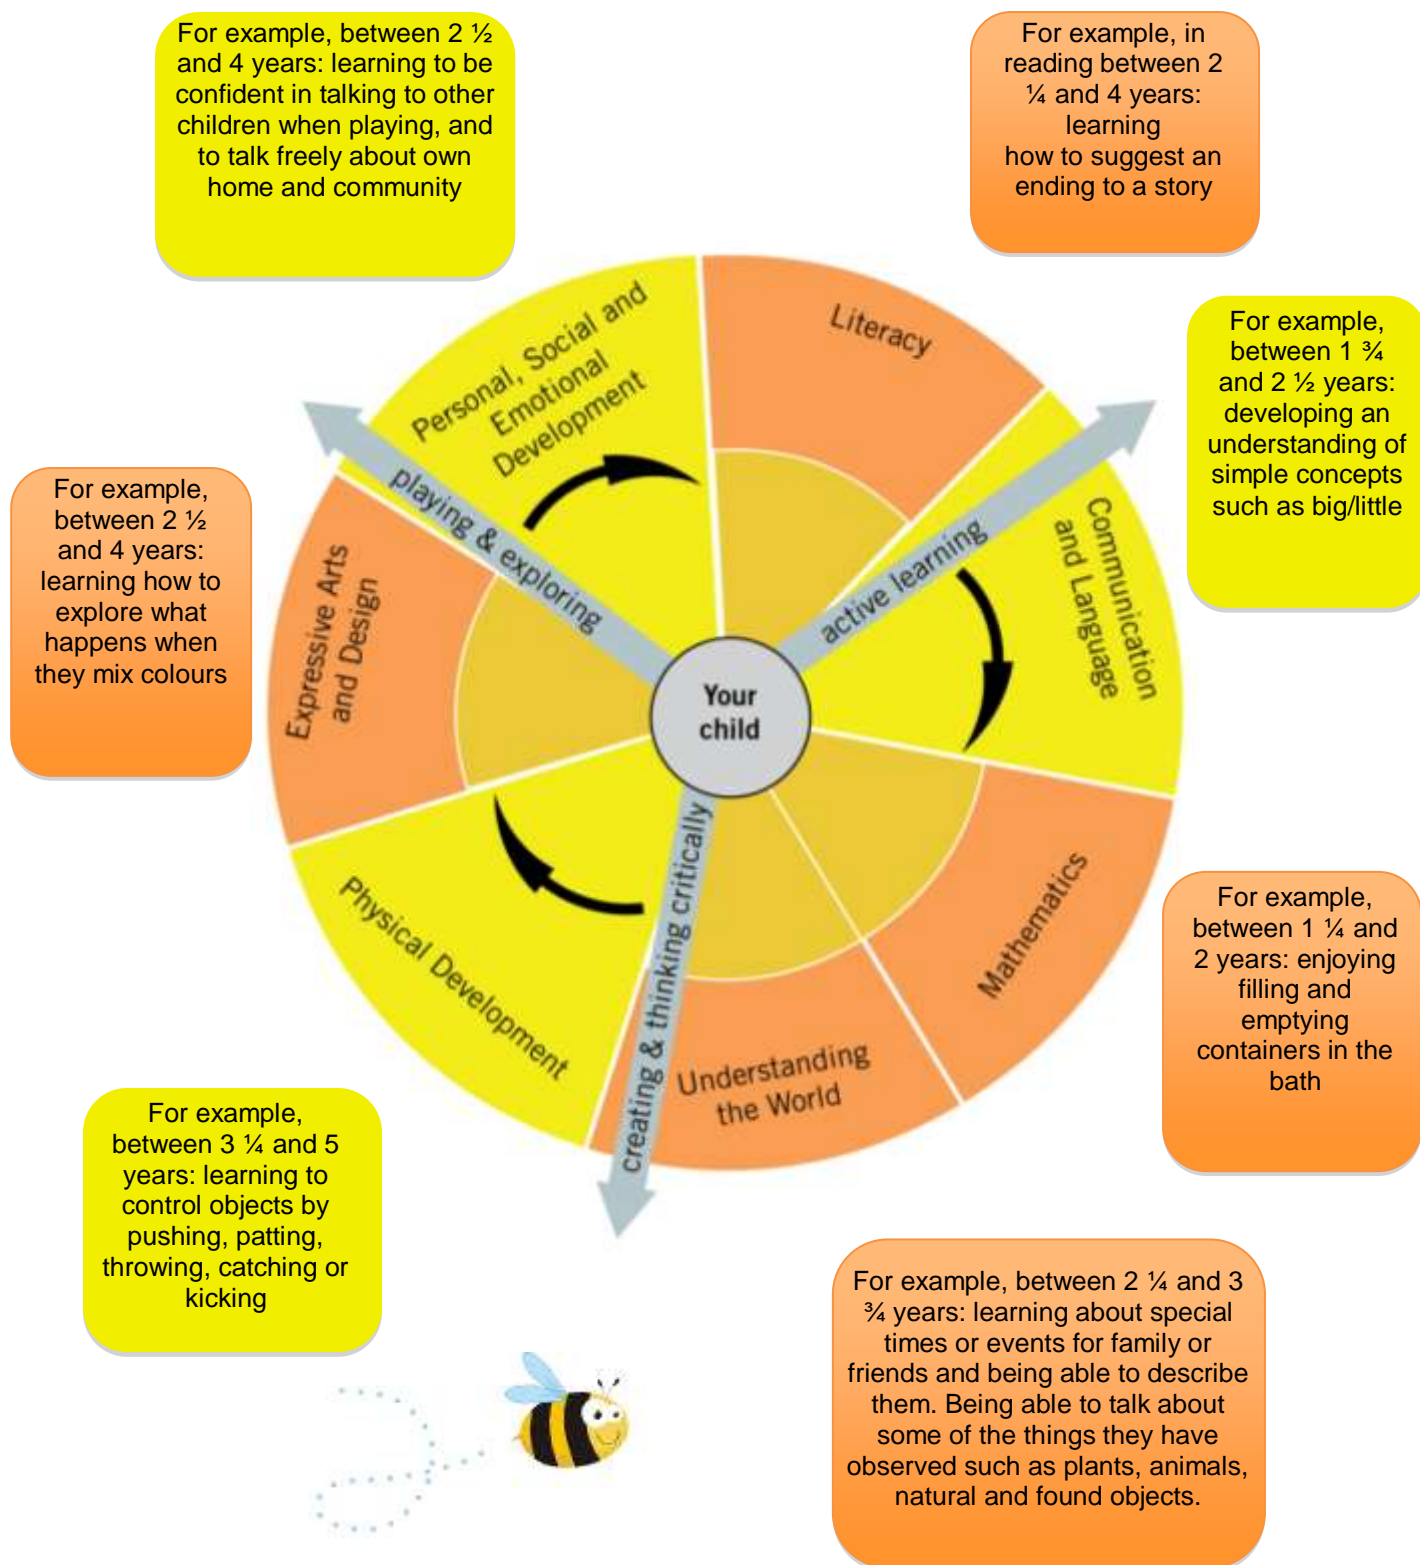 For example, between 2 ½
and 4 years: learning to be
confident in talking to other
children when playing, and
to talk freely about own
home and community
For example, in
reading between 2
¼ and 4 years:
learning
how to suggest an
ending to a story
For example,
between 1 ¾
and 2 ½ years:
developing an
understanding of
simple concepts
such as big/little
For example,
between 2 ½
and 4 years:
learning how to
explore what
happens when
they mix colours
Personal, Social and
Emotional
Development
Literacy
Communication
and Language
playing & exploring
active learning
Expressive Arts
and Design
Your
child
Mathematics
Physical Development
creating & thinking critically
Understanding
the World
For example,
between 1 ¼ and
2 years: enjoying
filling and
emptying
containers in the
bath
For example,
between 3 ¼ and 5
years: learning to
control objects by
pushing, patting,
throwing, catching or
kicking
For example, between 2 ¼ and 3
¾ years: learning about special
times or events for family or
friends and being able to describe
them. Being able to talk about
some of the things they have
observed such as plants, animals,
natural and found objects.